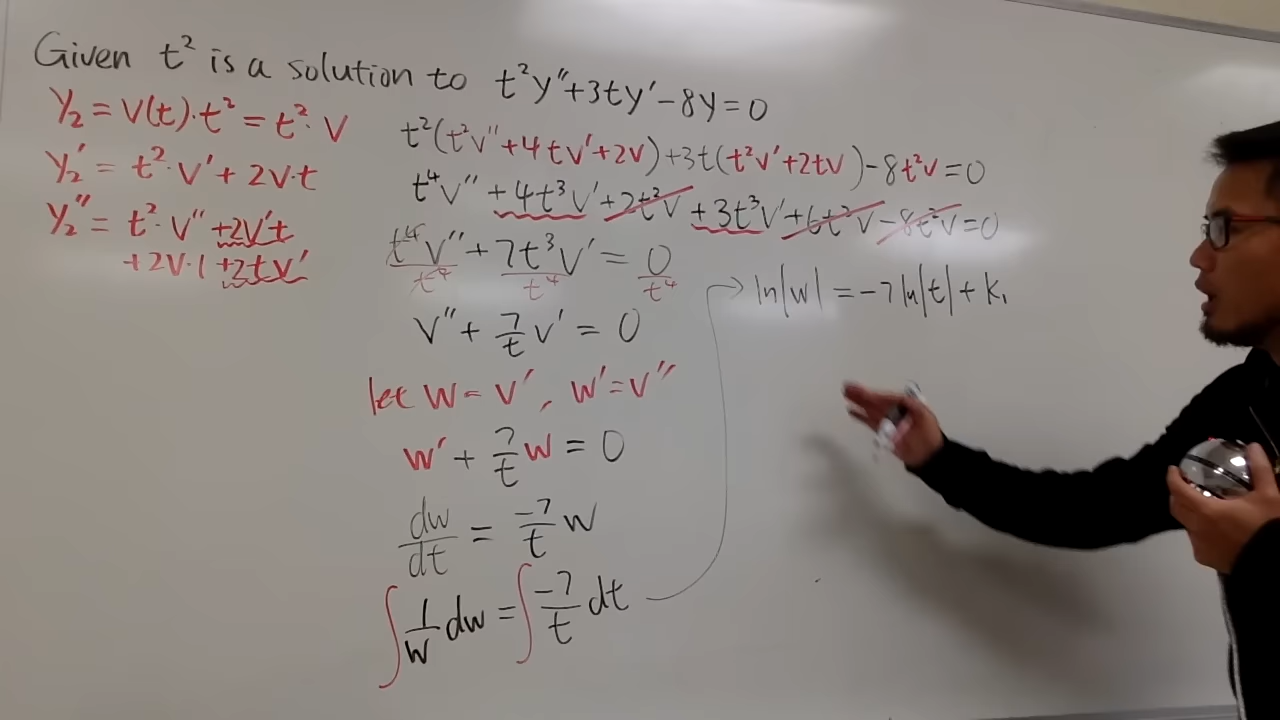 Given t² is a solution to t²y''+3ty'-8y=0
y₂ = v(t)·t² = t²·v
y₂' = t²·v' + 2v·t
y₂'' = t²·v'' +2v't
+2v·1 +2tv'
t²(t²v''+4tv'+2v)+3t(t²v'+2tv)-8t²v=0
t⁴v'' +4t³v'+2t²v +3t³v'+6t²v-8t²v=0
t⁴v''/t⁴ + 7t³v'/t⁴ = 0/t⁴
v'' + 7/t v' = 0
let w = v', w'=v''
w' + 7/t w = 0
dw/dt = -7/t w
∫ 1/w dw = ∫ -7/t dt
ln|w| = -7 ln|t| + k₁